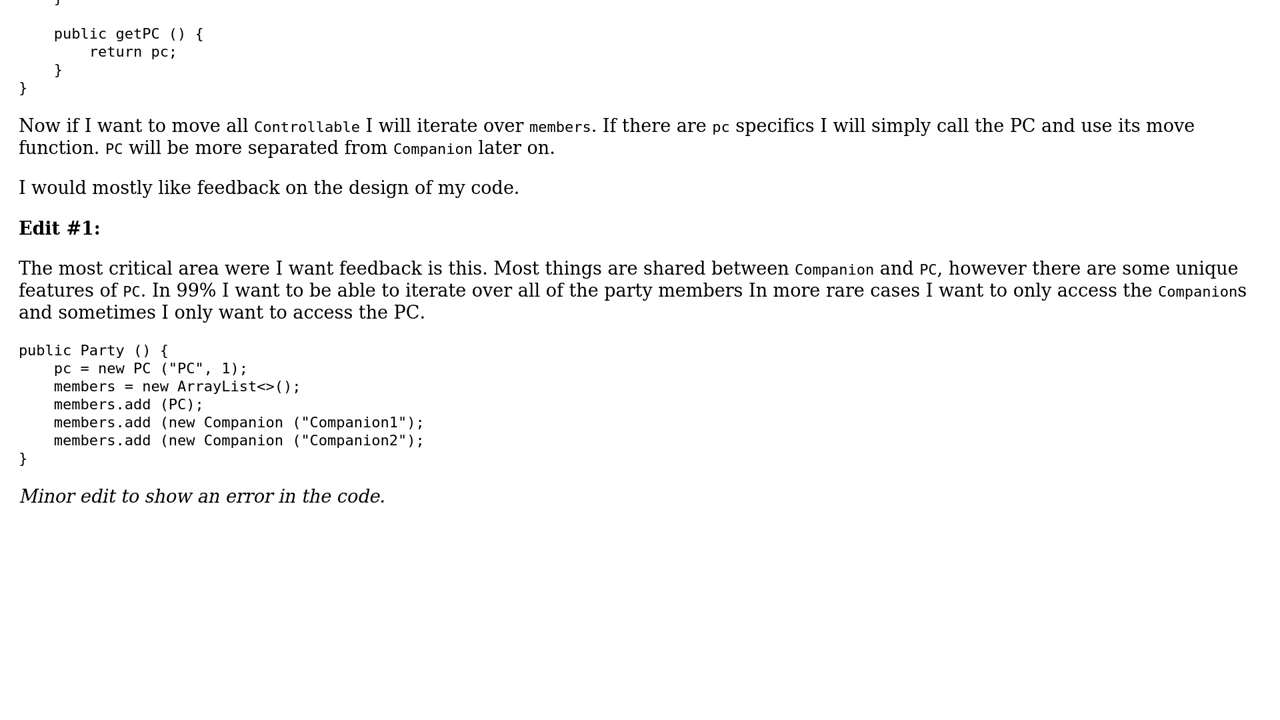 }
    public getPC () {
        return pc;
    }
}
Now if I want to move all Controllable I will iterate over members. If there are pc specifics I will simply call the PC and use its move
function. PC will be more separated from Companion later on.
I would mostly like feedback on the design of my code.
Edit #1:
The most critical area were I want feedback is this. Most things are shared between Companion and PC, however there are some unique
features of PC. In 99% I want to be able to iterate over all of the party members In more rare cases I want to only access the Companions
and sometimes I only want to access the PC.
public Party () {
    pc = new PC ("PC", 1);
    members = new ArrayList<>();
    members.add (PC);
    members.add (new Companion ("Companion1");
    members.add (new Companion ("Companion2");
}
Minor edit to show an error in the code.